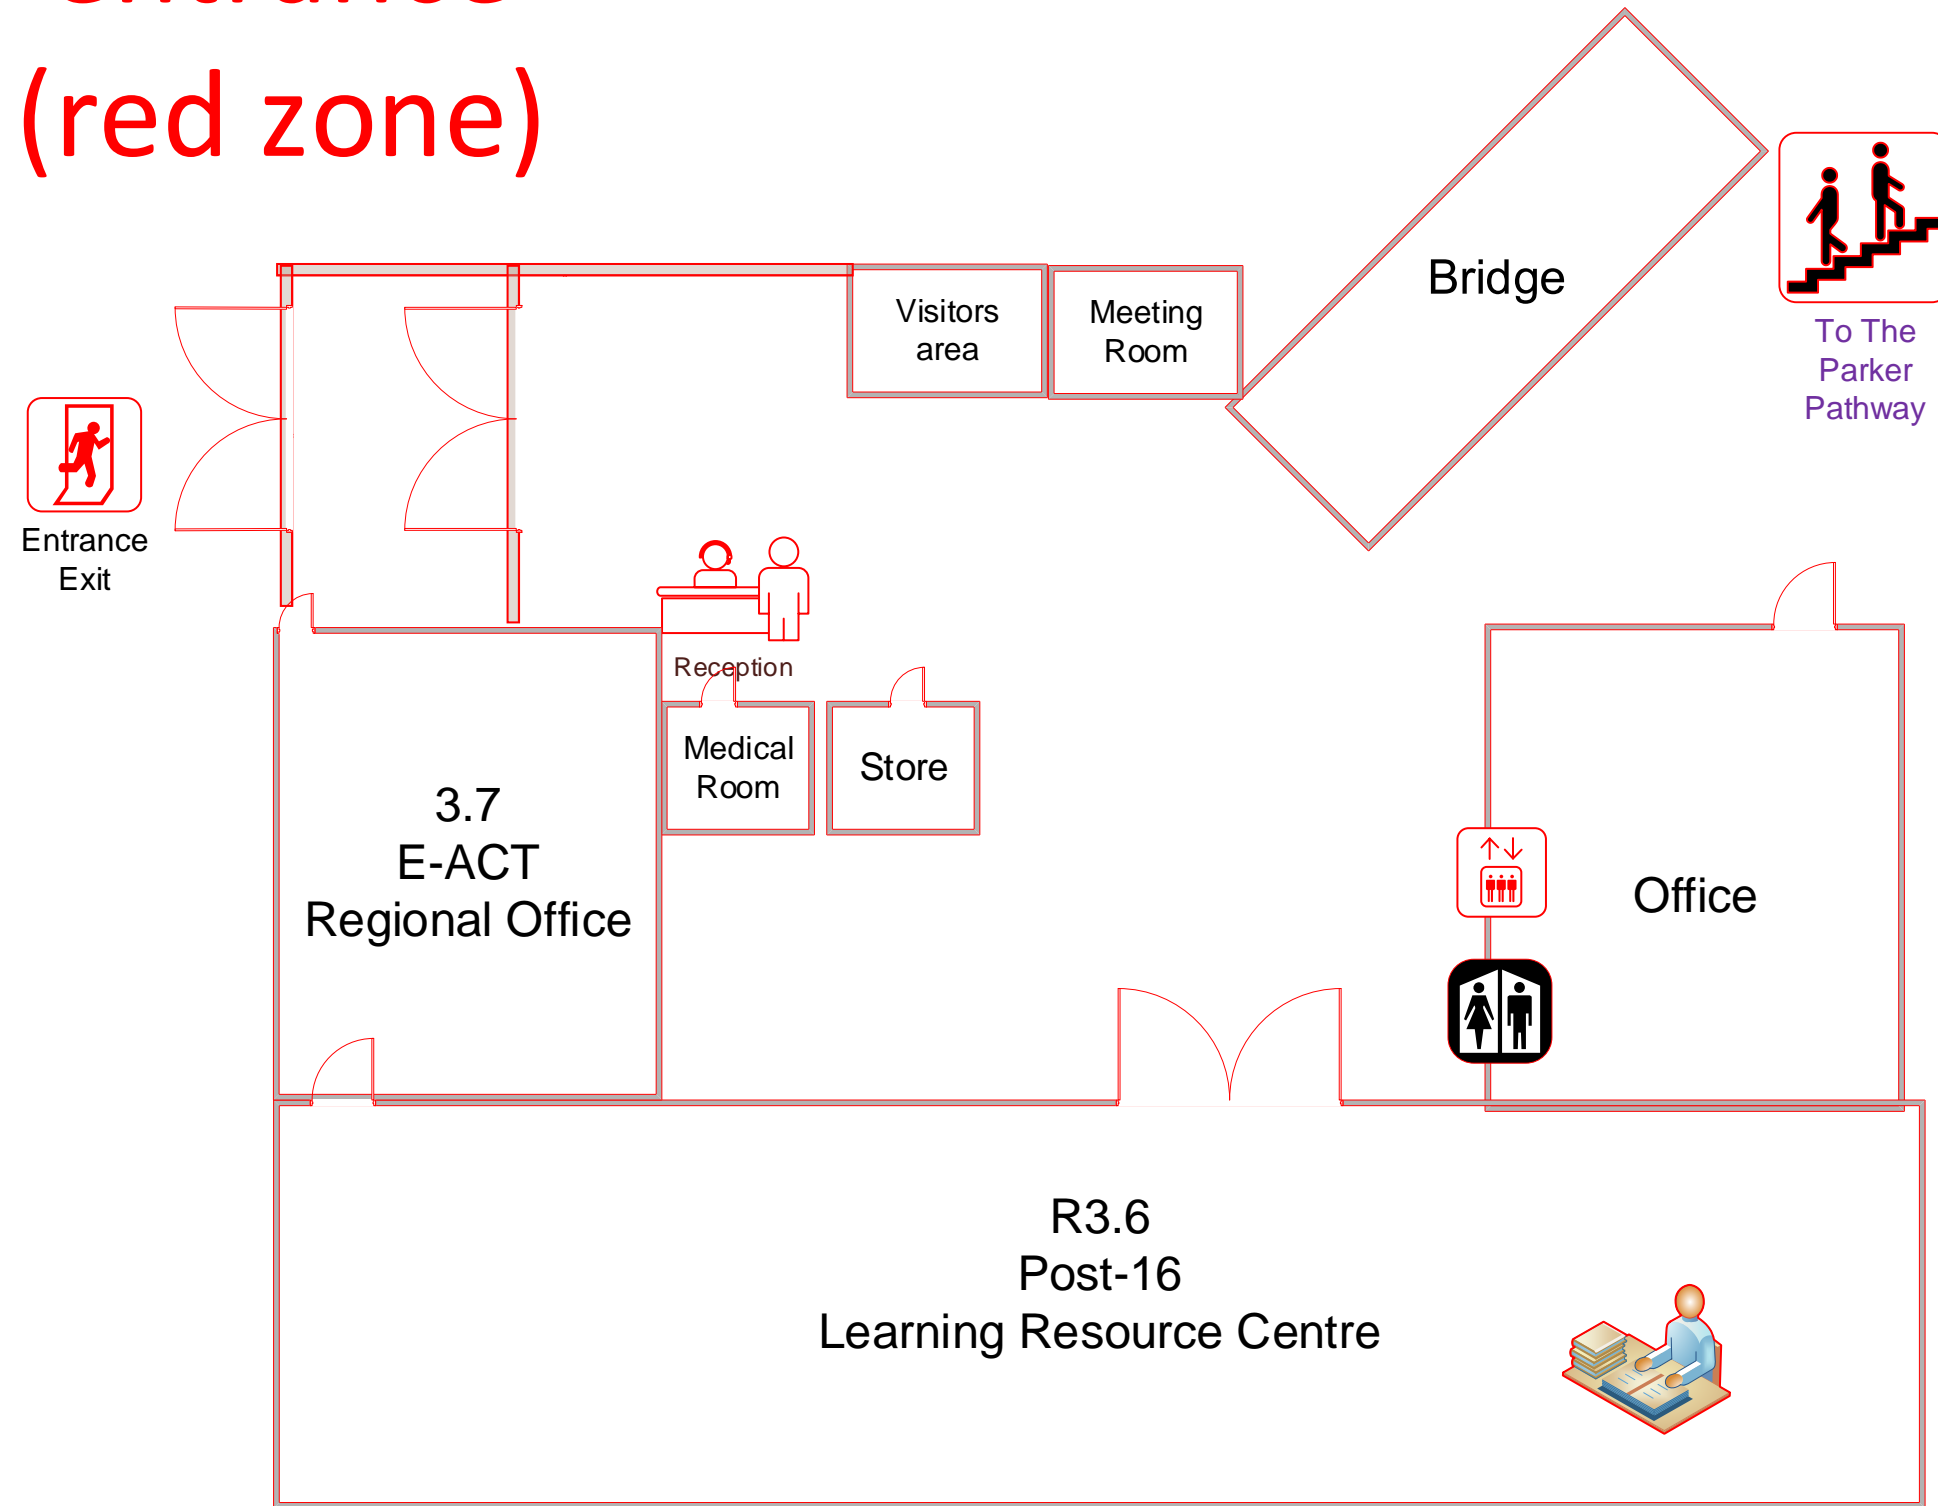 entrance
(red zone)
Bridge
Visitors
area
Meeting
Room
To The
Parker
Pathway
Entrance
Exit
Reception
Medical
Room
Store
3.7
E-ACT
Regional Office
Office
R3.6
Post-16
Learning Resource Centre